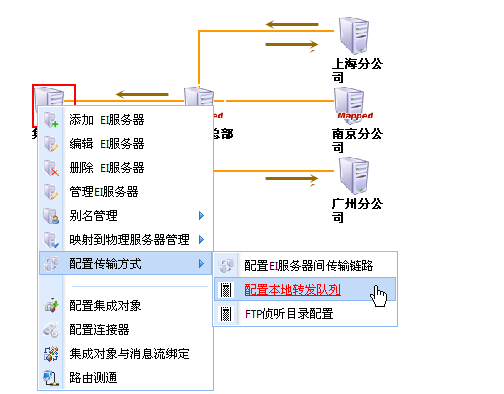 上海分公
司
Mapped
Mapped
集
总部
南京分公
司
广州分公
司
添加 EI服务器
编辑 EI服务器
删除 EI服务器
管理EI服务器
别名管理
映射到物理服务器管理
配置传输方式
配置集成对象
配置连接器
集成对象与消息流绑定
路由测通
配置EI服务器间传输链路
配置本地转发队列
FTP侦听目录配置